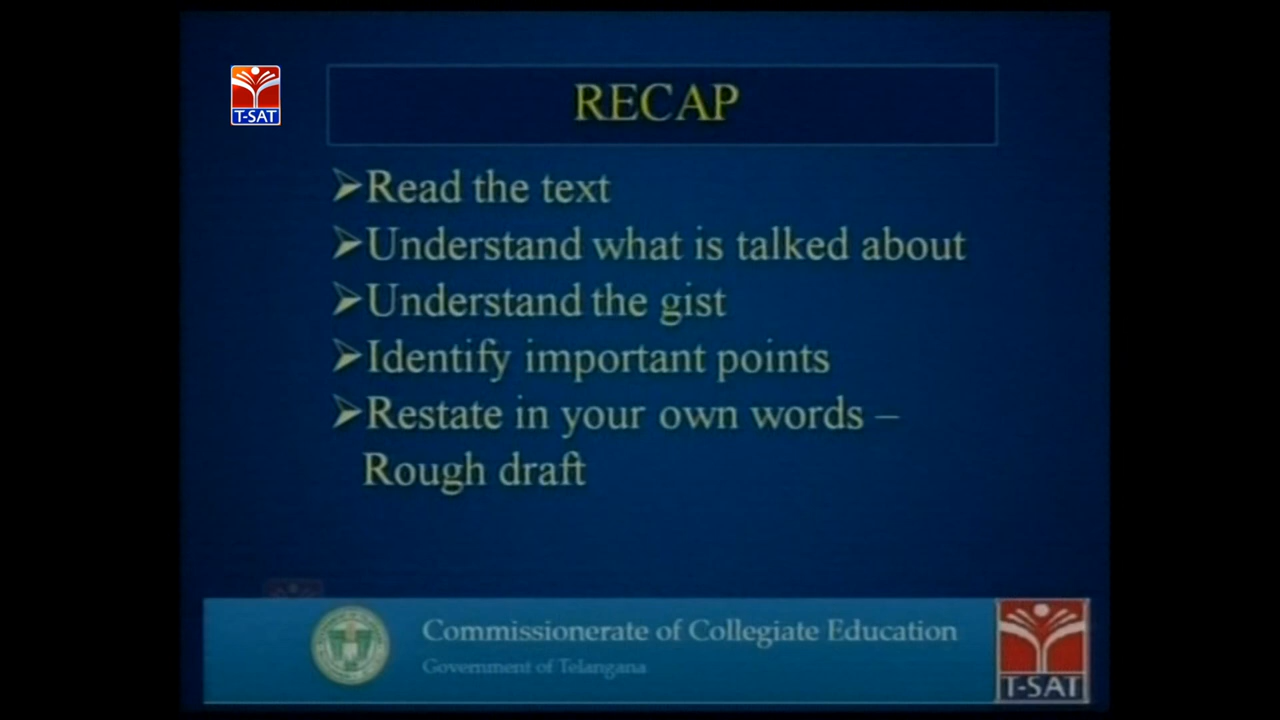 T-SAT
RECAP
➢Read the text
➢Understand what is talked about
➢Understand the gist
➢Identify important points
➢Restate in your own words –
Rough draft
Commissionerate of Collegiate Education
Government of Telangana
T-SAT